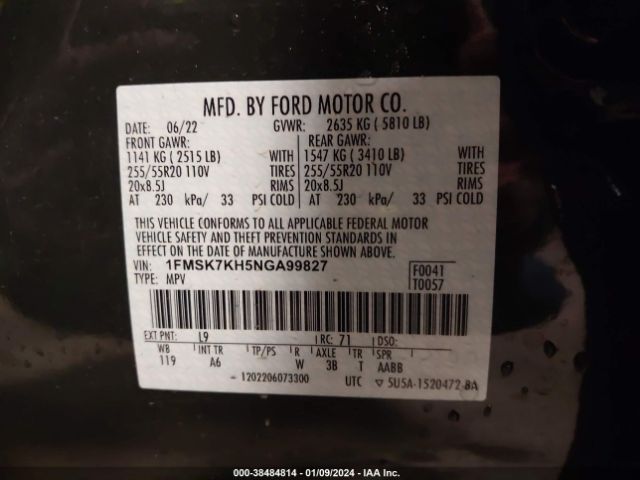 MFD. BY FORD MOTOR CO.
DATE: 06/22 GVWR: 2635 KG ( 5810 LB)
FRONT GAWR: REAR GAWR:
1141 KG ( 2515 LB) WITH 1547 KG ( 3410 LB) WITH
255/55R20 110V TIRES 255/55R20 110V TIRES
20x8.5J RIMS 20x8.5J RIMS
AT 230 kPa/ 33 PSI COLD AT 230 kPa/ 33 PSI COLD
THIS VEHICLE CONFORMS TO ALL APPLICABLE FEDERAL MOTOR
VEHICLE SAFETY AND THEFT PREVENTION STANDARDS IN
EFFECT ON THE DATE OF MANUFACTURE SHOWN ABOVE.
VIN: 1FMSK7KH5NGA99827 F0041
TYPE: MPV T0057
EXT PNT: L9 RC: 71 DSO:
WB INT TR TP/PS R AXLE TR SPR
119 A6 W 3B T AABB
1202206073300 UTC 5U5A-1520472-BA
000-38484814 - 01/09/2024 - IAA Inc.